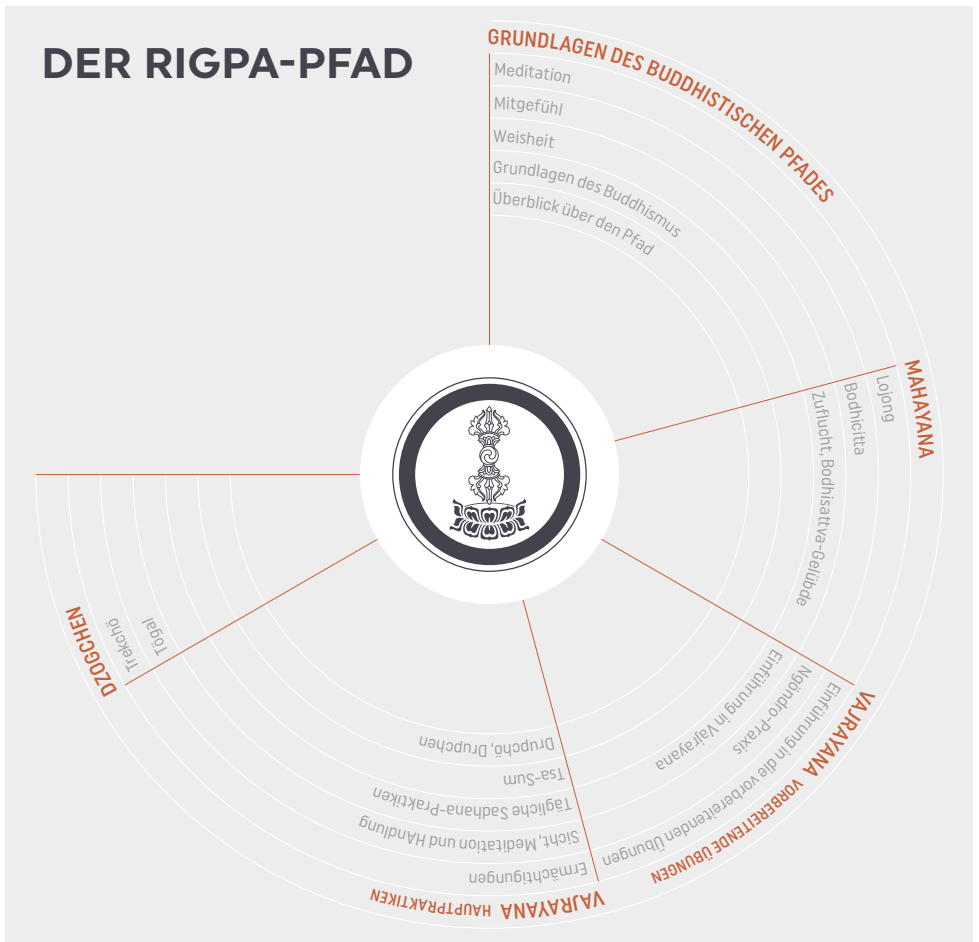 DER RIGPA-PFAD
GRUNDLAGEN DES BUDDHISTISCHEN PFADES
Meditation
Mitgefühl
Weisheit
Grundlagen des Buddhismus
Überblick über den Pfad
MAHAYANA
Lojong
Bodhicitta
Zuflucht, Bodhisattva-Gelübde
VAJRAYANA VORBEREITENDE ÜBUNGEN
Einführung in die vorbereitenden Übungen
Ngöndro-Praxis
Einführung in Vajrayana
VAJRAYANA HAUPTPRAKTIKEN
Ermächtigungen
Sicht, Meditation und HAndlung
Tägliche Sadhana-Praktiken
Tsa-Sum
Drupchö, Drupchen
DZOGCHEN
Trekchö
Tögal